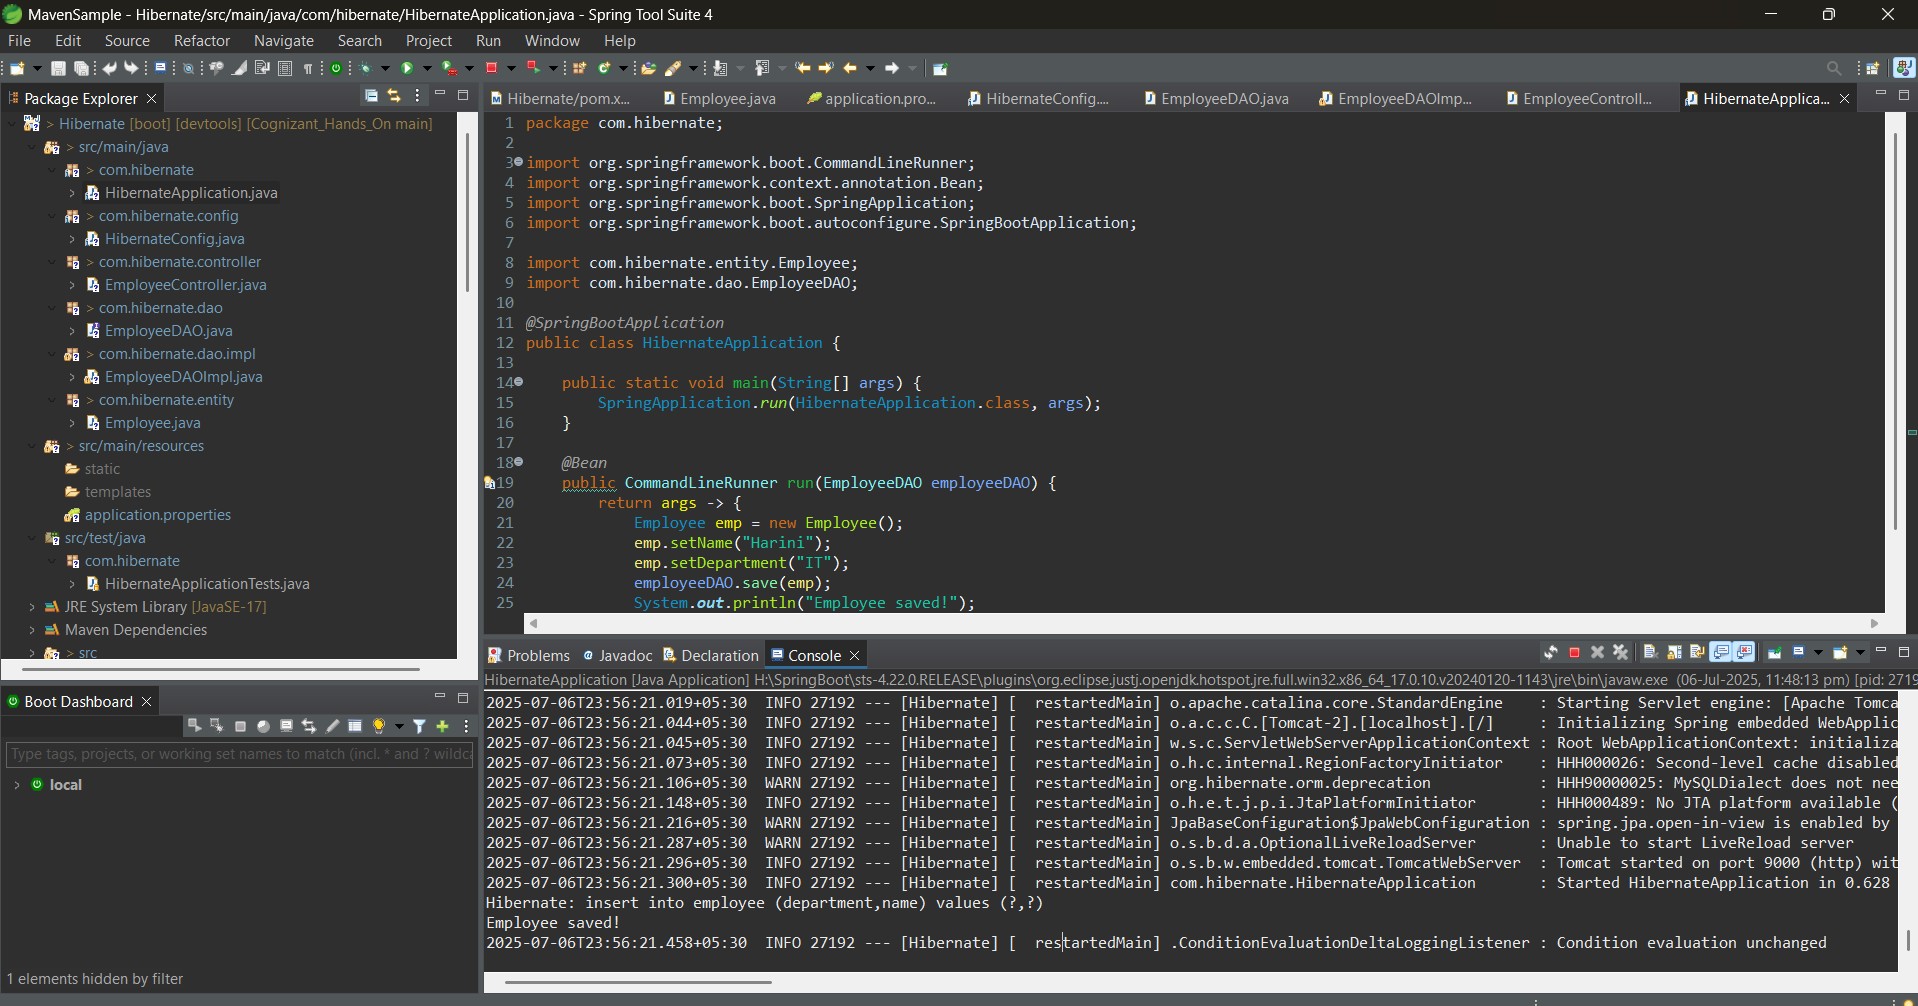 MavenSample - Hibernate/src/main/java/com/hibernate/HibernateApplication.java - Spring Tool Suite 4
File Edit Source Refactor Navigate Search Project Run Window Help
Package Explorer
> Hibernate [boot] [devtools] [Cognizant_Hands_On main]
> src/main/java
> com.hibernate
> HibernateApplication.java
> com.hibernate.config
> HibernateConfig.java
> com.hibernate.controller
> EmployeeController.java
> com.hibernate.dao
> EmployeeDAO.java
> com.hibernate.dao.impl
> EmployeeDAOImpl.java
> com.hibernate.entity
> Employee.java
> src/main/resources
static
templates
application.properties
src/test/java
com.hibernate
> HibernateApplicationTests.java
> JRE System Library [JavaSE-17]
> Maven Dependencies
> src
Hibernate/pom.x... Employee.java application.pro... HibernateConfig.... EmployeeDAO.java EmployeeDAOImp... EmployeeControll... HibernateApplica...
1 package com.hibernate;
2
3 import org.springframework.boot.CommandLineRunner;
4 import org.springframework.context.annotation.Bean;
5 import org.springframework.boot.SpringApplication;
6 import org.springframework.boot.autoconfigure.SpringBootApplication;
7
8 import com.hibernate.entity.Employee;
9 import com.hibernate.dao.EmployeeDAO;
10
11 @SpringBootApplication
12 public class HibernateApplication {
13
14 public static void main(String[] args) {
15 SpringApplication.run(HibernateApplication.class, args);
16 }
17
18 @Bean
19 public CommandLineRunner run(EmployeeDAO employeeDAO) {
20 return args -> {
21 Employee emp = new Employee();
22 emp.setName("Harini");
23 emp.setDepartment("IT");
24 employeeDAO.save(emp);
25 System.out.println("Employee saved!");
Problems Javadoc Declaration Console
HibernateApplication [Java Application] H:\SpringBoot\sts-4.22.0.RELEASE\plugins\org.eclipse.justj.openjdk.hotspot.jre.full.win32.x86_64_17.0.10.v20240120-1143\jre\bin\javaw.exe (06-Jul-2025, 11:48:13 pm) [pid: 2719
2025-07-06T23:56:21.019+05:30 INFO 27192 --- [Hibernate] [ restartedMain] o.apache.catalina.core.StandardEngine : Starting Servlet engine: [Apache Tomca
2025-07-06T23:56:21.044+05:30 INFO 27192 --- [Hibernate] [ restartedMain] o.a.c.c.C.[Tomcat-2].[localhost].[/] : Initializing Spring embedded WebApplic
2025-07-06T23:56:21.045+05:30 INFO 27192 --- [Hibernate] [ restartedMain] w.s.c.ServletWebServerApplicationContext : Root WebApplicationContext: initializa
2025-07-06T23:56:21.073+05:30 INFO 27192 --- [Hibernate] [ restartedMain] o.h.c.internal.RegionFactoryInitiator : HHH000026: Second-level cache disabled
2025-07-06T23:56:21.106+05:30 WARN 27192 --- [Hibernate] [ restartedMain] org.hibernate.orm.deprecation : HHH90000025: MySQLDialect does not nee
2025-07-06T23:56:21.148+05:30 INFO 27192 --- [Hibernate] [ restartedMain] o.h.e.t.j.p.i.JtaPlatformInitiator : HHH000489: No JTA platform available (
2025-07-06T23:56:21.216+05:30 WARN 27192 --- [Hibernate] [ restartedMain] JpaBaseConfiguration$JpaWebConfiguration : spring.jpa.open-in-view is enabled by
2025-07-06T23:56:21.287+05:30 WARN 27192 --- [Hibernate] [ restartedMain] o.s.b.d.a.OptionalLiveReloadServer : Unable to start LiveReload server
2025-07-06T23:56:21.296+05:30 INFO 27192 --- [Hibernate] [ restartedMain] o.s.b.w.embedded.tomcat.TomcatWebServer : Tomcat started on port 9000 (http) wit
2025-07-06T23:56:21.300+05:30 INFO 27192 --- [Hibernate] [ restartedMain] com.hibernate.HibernateApplication : Started HibernateApplication in 0.628
Hibernate: insert into employee (department,name) values (?,?)
Employee saved!
2025-07-06T23:56:21.458+05:30 INFO 27192 --- [Hibernate] [ restartedMain] .ConditionEvaluationDeltaLoggingListener : Condition evaluation unchanged
Boot Dashboard
Type tags, projects, or working set names to match (incl. * and ? wildca
> local
1 elements hidden by filter